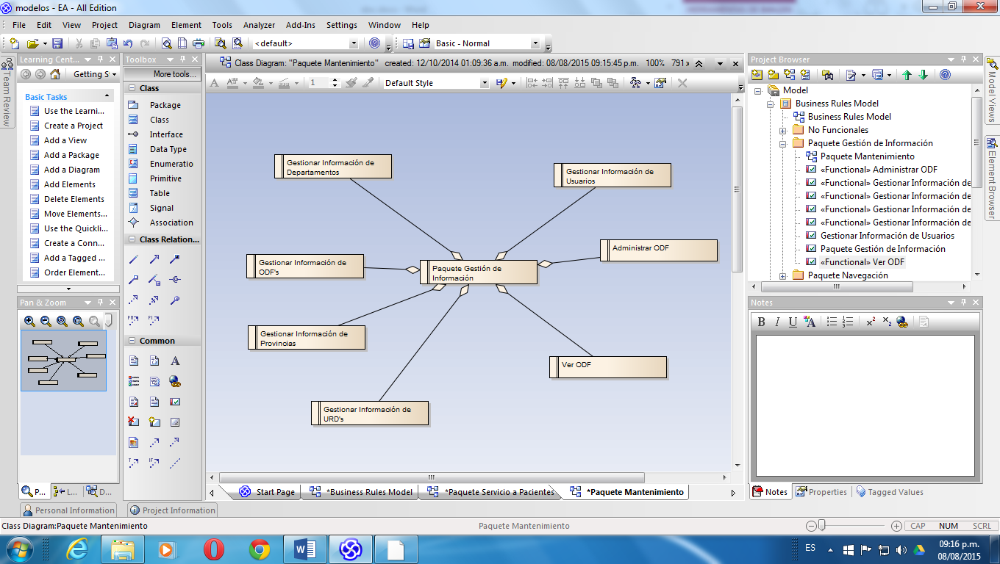 modelos - EA - All Edition
File Edit View Project Diagram Element Tools Analyzer Add-Ins Settings Window Help
<default>
Basic - Normal
Team Review
Learning Cent...
Getting S
Basic Tasks
Use the Learni...
Create a Project
Add a View
Add a Package
Add a Diagram
Add Elements
Delete Elements
Move Elements...
Use the Quickli...
Create a Conn...
Add a Tagged ...
Order Element...
Pan & Zoom
P... L... D...
Toolbox
More tools...
Class
Package
Class
Interface
Data Type
Enumeratio
Primitive
Table
Signal
Association
Class Relation...
Common
Class Diagram: "Paquete Mantenimiento" created: 12/10/2014 01:09:36 a.m. modified: 08/08/2015 09:15:45 p.m. 100% 791 x
1 Default Style
Gestionar Información de
Departamentos
Gestionar Información de
Usuarios
Administrar ODF
Gestionar Información de
ODF's
Paquete Gestión de
Información
Gestionar Información de
Provincias
Ver ODF
Gestionar Información de
URD's
Start Page *Business Rules Model *Paquete Servicio a Pacientes *Paquete Mantenimiento
Project Browser
Model
Business Rules Model
Business Rules Model
No Funcionales
Paquete Gestión de Información
Paquete Mantenimiento
«Functional» Administrar ODF
«Functional» Gestionar Información de
«Functional» Gestionar Información de
«Functional» Gestionar Información de
«Functional» Gestionar Información de
Gestionar Información de Usuarios
Paquete Gestión de Información
«Functional» Ver ODF
Paquete Navegación
Notes
B I U A x² x₂
Notes Properties Tagged Values
Model Views
Element Browser
Personal Information Project Information
Class Diagram:Paquete Mantenimiento Paquete Mantenimiento CAP NUM SCRL
ES 09:16 p.m.
08/08/2015